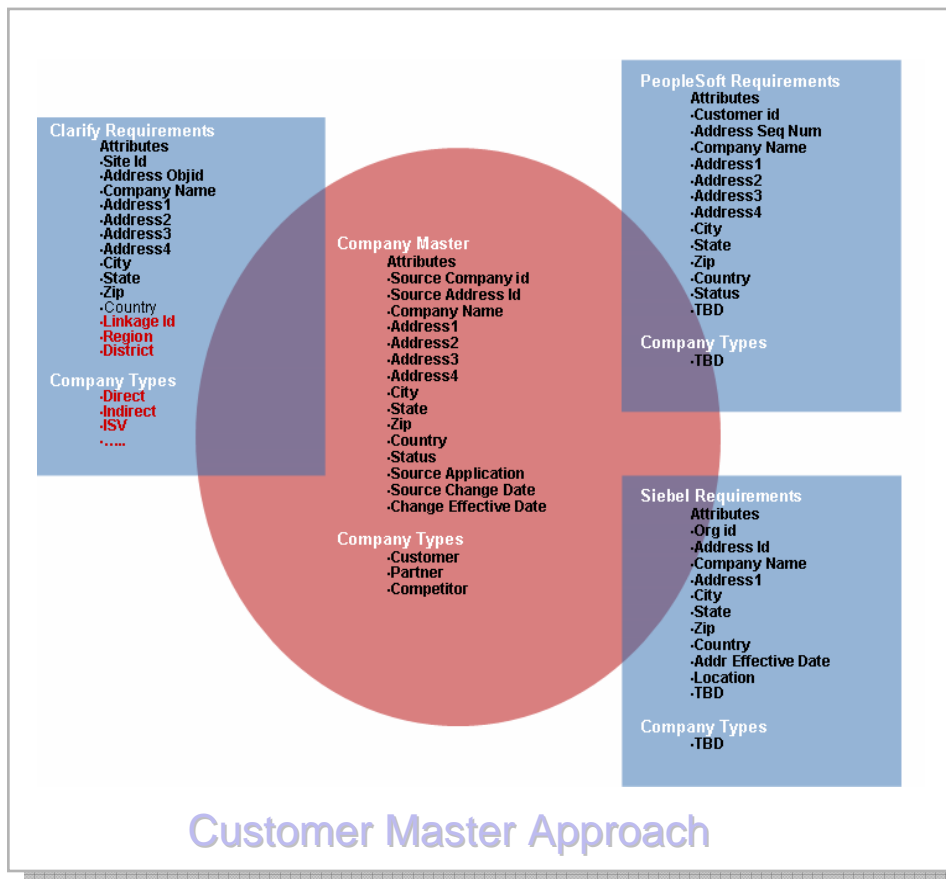 Clarify Requirements
Attributes
·Site Id
·Address Objid
·Company Name
·Address1
·Address2
·Address3
·Address4
·City
·State
·Zip
·Country
·Linkage Id
·Region
·District
Company Types
·Direct
·Indirect
·ISV
·.....
Company Master
Attributes
·Source Company id
·Source Address Id
·Company Name
·Address1
·Address2
·Address3
·Address4
·City
·State
·Zip
·Country
·Status
·Source Application
·Source Change Date
·Change Effective Date
Company Types
·Customer
·Partner
·Competitor
PeopleSoft Requirements
Attributes
·Customer id
·Address Seq Num
·Company Name
·Address1
·Address2
·Address3
·Address4
·City
·State
·Zip
·Country
·Status
·TBD
Company Types
·TBD
Siebel Requirements
Attributes
·Org id
·Address Id
·Company Name
·Address1
·City
·State
·Zip
·Country
·Addr Effective Date
·Location
·TBD
Company Types
·TBD
Customer Master Approach